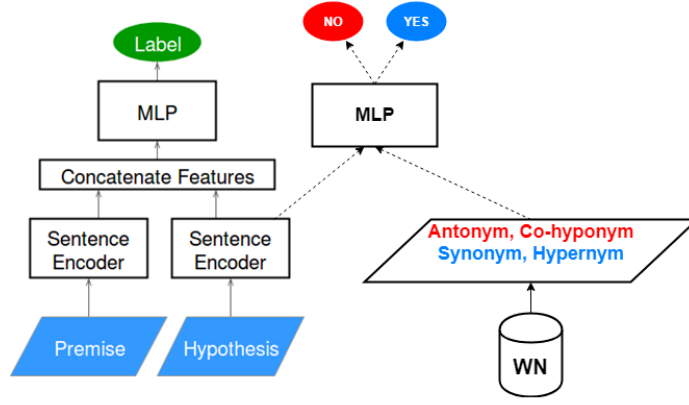 NO
YES
Label
MLP
MLP
Concatenate Features
Sentence
Encoder
Sentence
Encoder
Antonym, Co-hyponym
Synonym, Hypernym
Premise
Hypothesis
WN